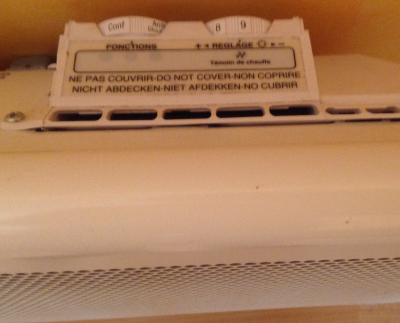 Conf
8 9
FONCTIONS + ◄ RÉGLAGE ► −
Témoin de chauffe
NE PAS COUVRIR-DO NOT COVER-NON COPRIRE
NICHT ABDECKEN-NIET AFDEKKEN-NO CUBRIR